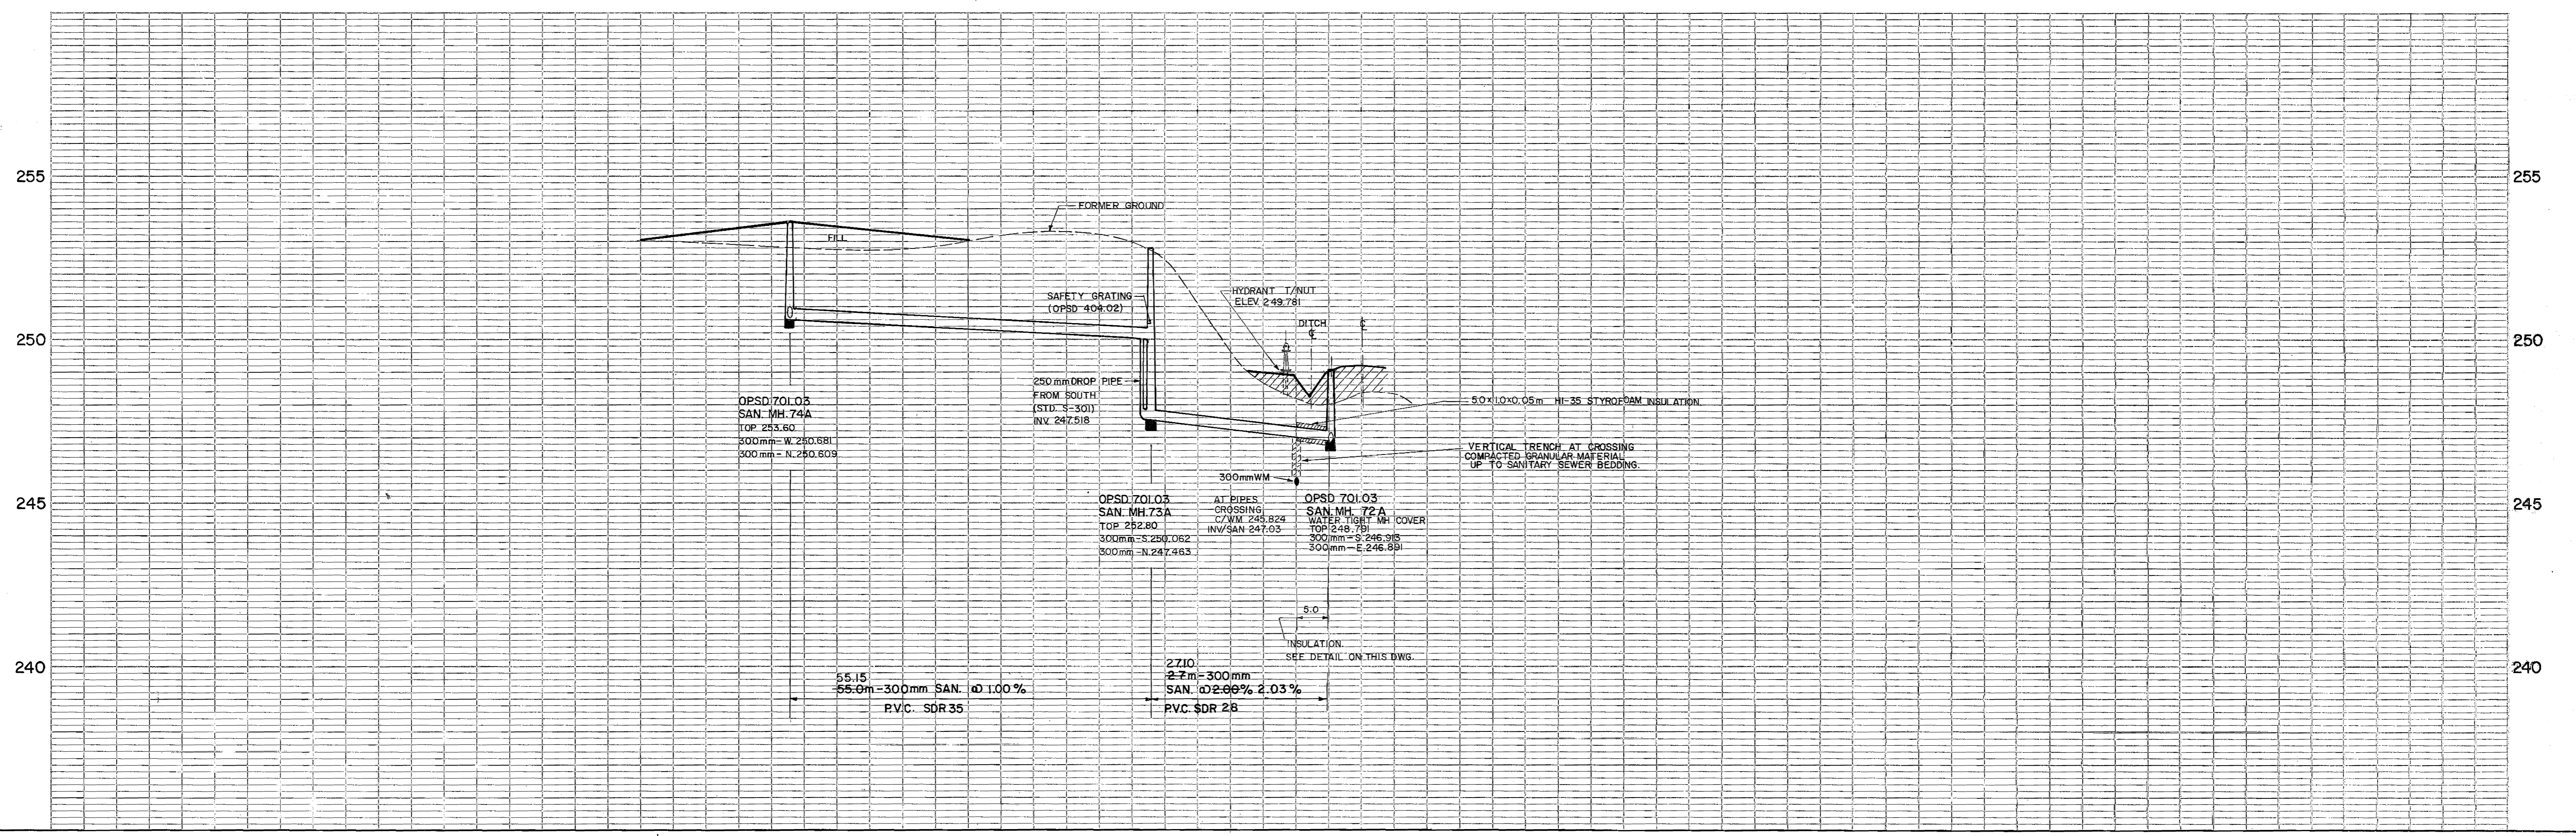 255
255
FORMER GROUND
FILL
SAFETY GRATING
(OPSD 404.02)
HYDRANT T/NUT
ELEV. 249.781
DITCH
℄
℄
250
250
250mm DROP PIPE
FROM SOUTH
(STD. S-301)
INV. 247.518
OPSD 701.03
SAN. MH. 74A
TOP 253.60
300mm-W. 250.681
300mm-N. 250.609
5.0 x 1.0 x 0.05m HI-35 STYROFOAM INSULATION.
VERTICAL TRENCH AT CROSSING
COMPACTED GRANULAR MATERIAL
UP TO SANITARY SEWER BEDDING.
300mm WM
245
245
OPSD 701.03
SAN. MH. 73A
TOP 252.80
300mm-S. 250.062
300mm-N. 247.463
AT PIPES
CROSSING
C/WM 245.824
INV/SAN 247.03
OPSD 701.03
SAN. MH. 72A
WATER TIGHT MH COVER
TOP 248.791
300mm-S. 246.913
300mm-E. 246.891
5.0
INSULATION.
SEE DETAIL ON THIS DWG.
240
240
55.15
55.0m-300mm SAN. @ 1.00%
P.V.C. SDR 35
27.10
27m-300mm
SAN. @ 2.00% 2.03%
P.V.C. SDR 28